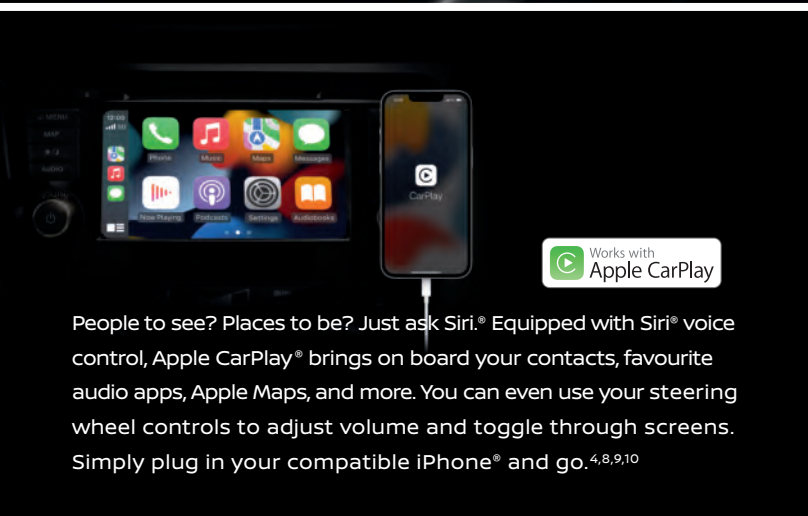 MENU
MAP
AUDIO
12:00
Phone
Music
Maps
Messages
Now Playing
Podcasts
Settings
Audiobooks
CarPlay
Works with
Apple CarPlay
People to see? Places to be? Just ask Siri.® Equipped with Siri® voice
control, Apple CarPlay® brings on board your contacts, favourite
audio apps, Apple Maps, and more. You can even use your steering
wheel controls to adjust volume and toggle through screens.
Simply plug in your compatible iPhone® and go.4,8,9,10